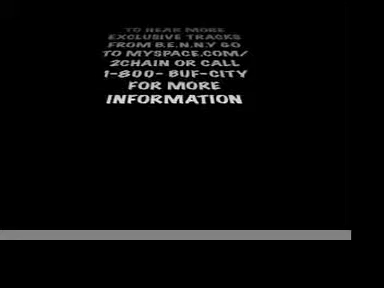 TO HEAR MORE
EXCLUSIVE TRACKS
FROM B.E.N.N.Y GO
TO MYSPACE.COM/
2CHAIN OR CALL
1-800- BUF-CITY
FOR MORE
INFORMATION